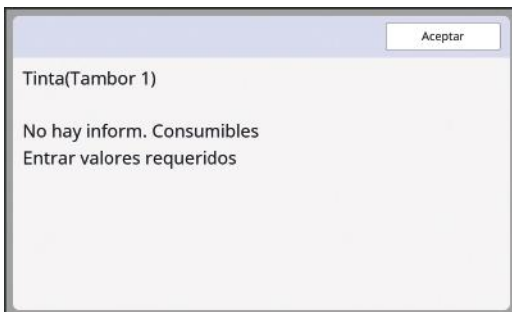 Aceptar
Tinta(Tambor 1)
No hay inform. Consumibles
Entrar valores requeridos